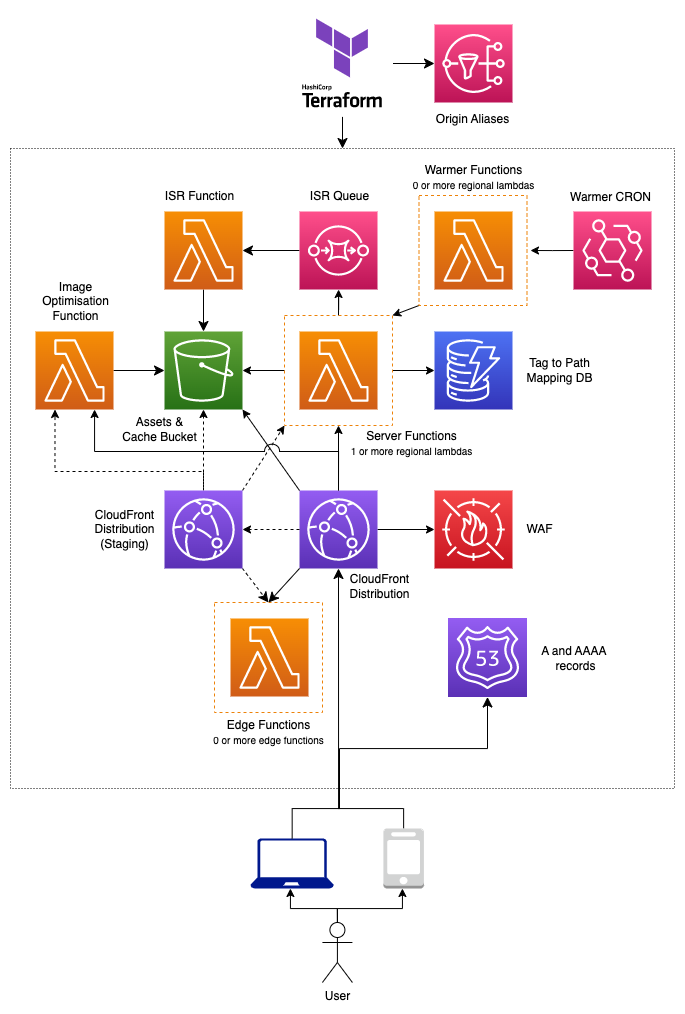 HashiCorp
Terraform
Origin Aliases
Warmer Functions
0 or more regional lambdas
ISR Function
ISR Queue
Warmer CRON
Image
Optimisation
Function
Tag to Path
Mapping DB
Assets &
Cache Bucket
Server Functions
1 or more regional lambdas
CloudFront
Distribution
(Staging)
WAF
CloudFront
Distribution
53
A and AAAA
records
Edge Functions
0 or more edge functions
User